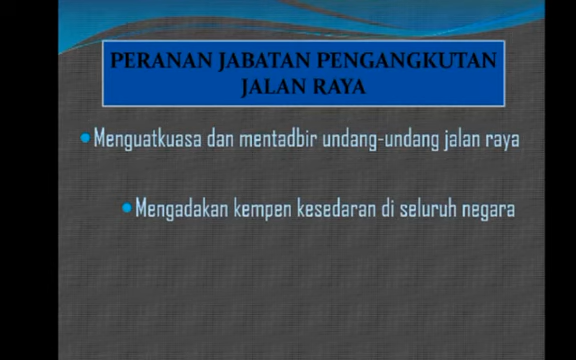 PERANAN JABATAN PENGANGKUTAN
JALAN RAYA
Menguatkuasa dan mentadbir undang-undang jalan raya
Mengadakan kempen kesedaran di seluruh negara